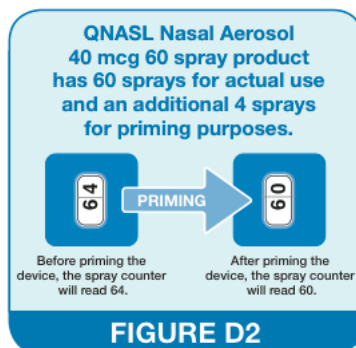 QNASL Nasal Aerosol
40 mcg 60 spray product
has 60 sprays for actual use
and an additional 4 sprays
for priming purposes.
64
PRIMING
60
Before priming the
device, the spray counter
will read 64.
After priming the
device, the spray counter
will read 60.
FIGURE D2